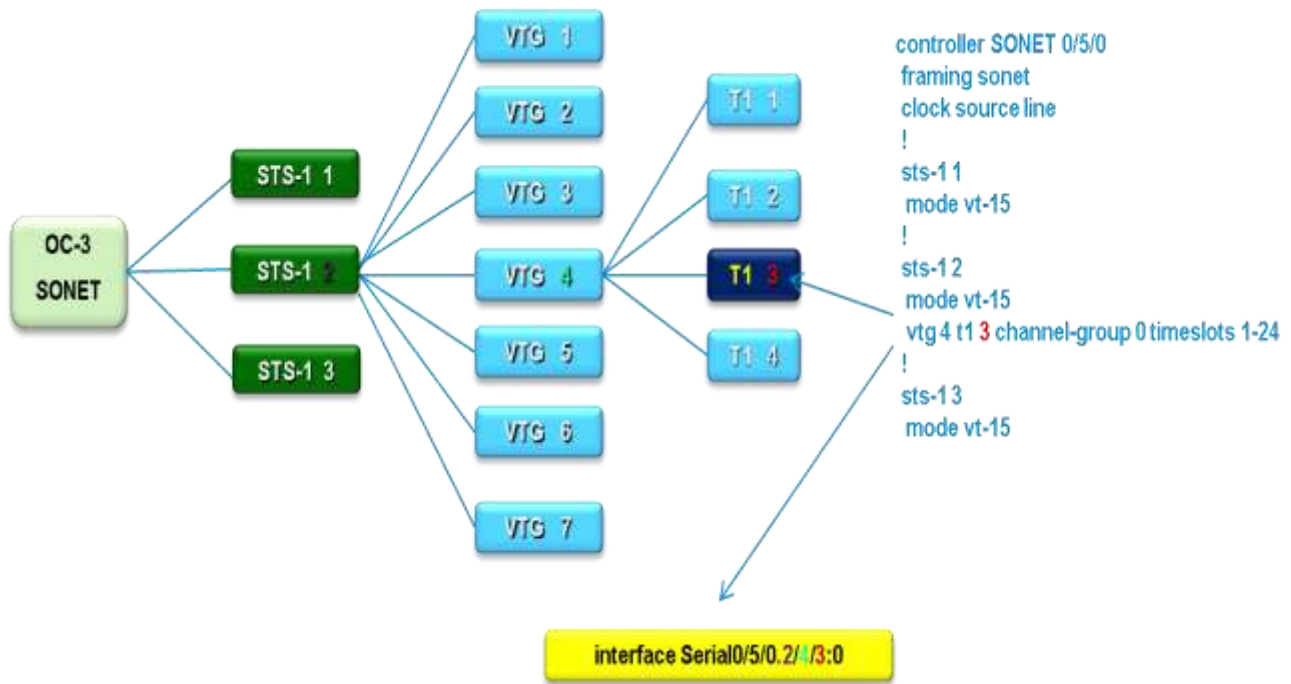 OC-3
SONET
STS-1 1
STS-1 2
STS-1 3
VTG 1
VTG 2
VTG 3
VTG 4
VTG 5
VTG 6
VTG 7
T1 1
T1 2
T1 3
T1 4
controller SONET 0/5/0
framing sonet
clock source line
!
sts-1 1
mode vt-15
!
sts-1 2
mode vt-15
vtg 4 t1 3 channel-group 0 timeslots 1-24
!
sts-1 3
mode vt-15
interface Serial0/5/0.2/4/3:0